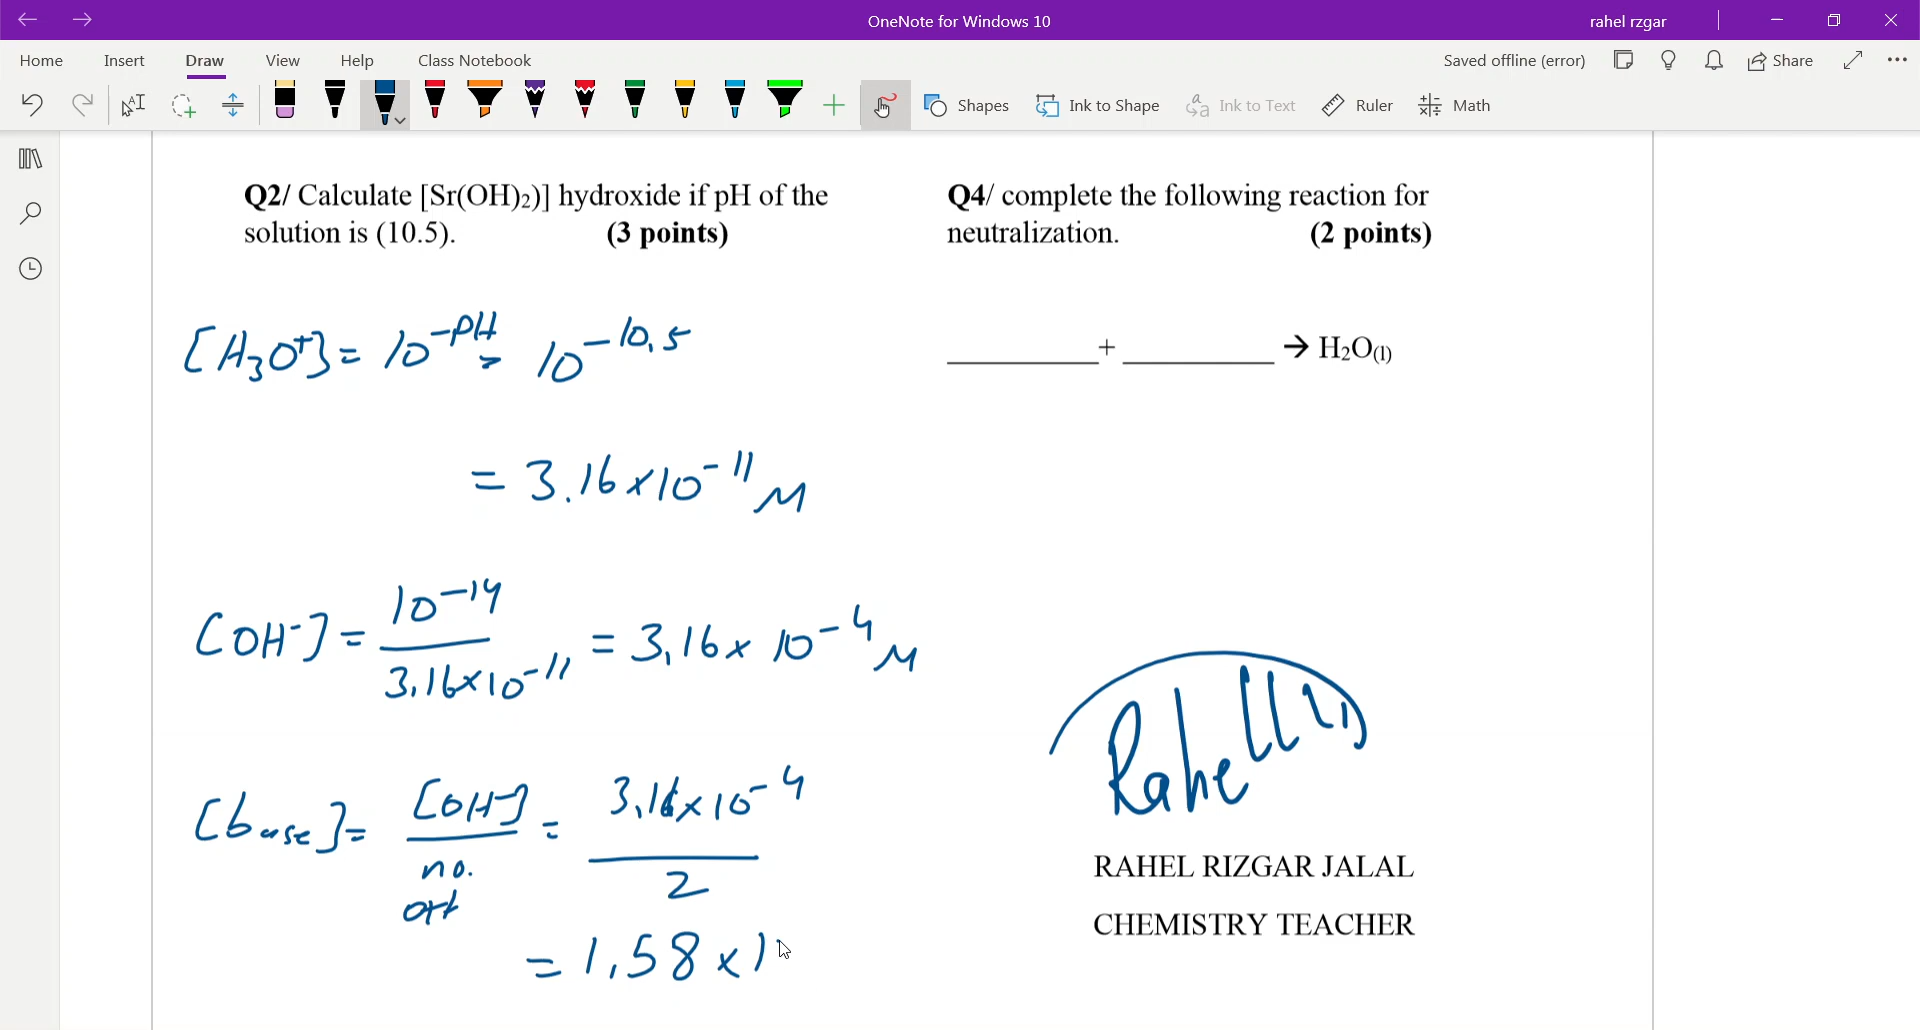 OneNote for Windows 10
rahel rzgar
Home Insert Draw View Help Class Notebook
Saved offline (error) Share
Shapes Ink to Shape Ink to Text Ruler Math
Q2/ Calculate [Sr(OH)₂)] hydroxide if pH of the
solution is (10.5). (3 points)
[H₃O⁺] = 10⁻ᵖᴴ = 10^-10.5
= 3.16×10⁻¹¹ M
[OH⁻] = 10⁻¹⁴ / 3.16×10⁻¹¹ = 3.16× 10⁻⁴ M
[base] = [OH⁻] / no. OH = 3.16×10⁻⁴ / 2
= 1.58 × 1
Q4/ complete the following reaction for
neutralization. (2 points)
___________+ ___________ → H₂O₍ₗ₎
Rahel
RAHEL RIZGAR JALAL
CHEMISTRY TEACHER